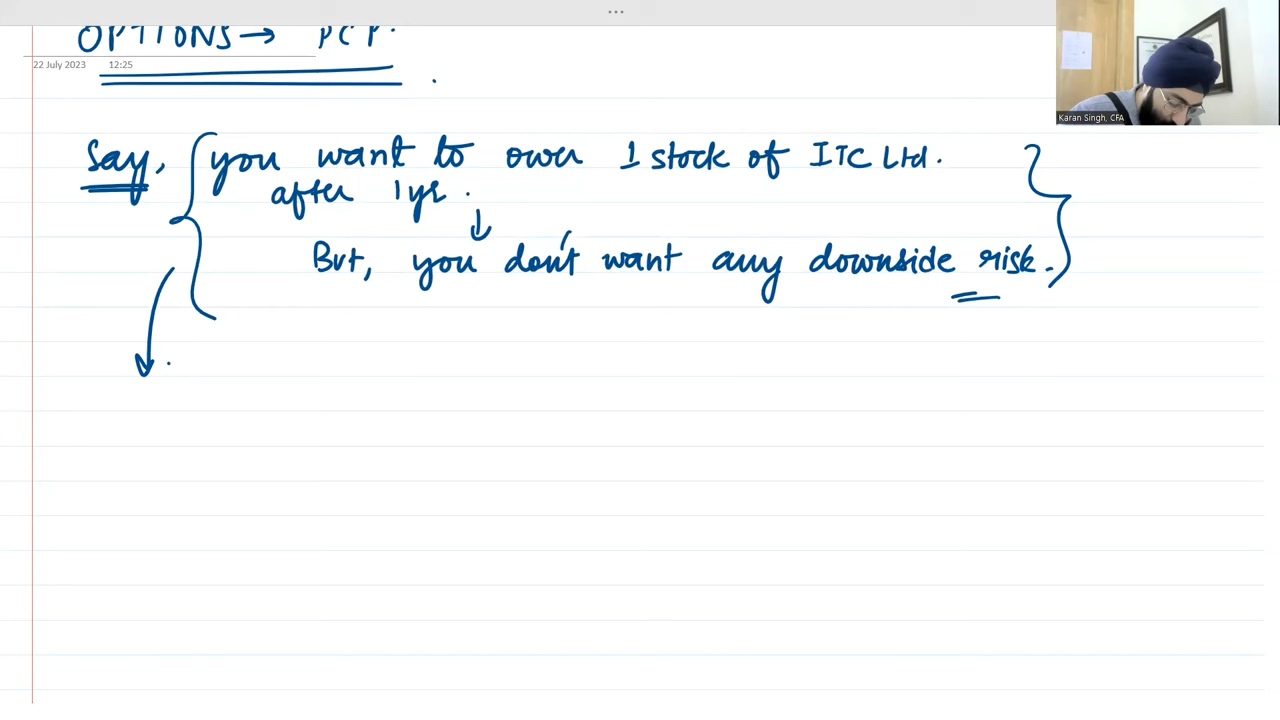 OPTIONS → PCP.
22 July 2023 12:25
Karan Singh, CFA
Say, you want to own 1 stock of ITC Ltd.
after 1yr.
But, you don't want any downside risk.